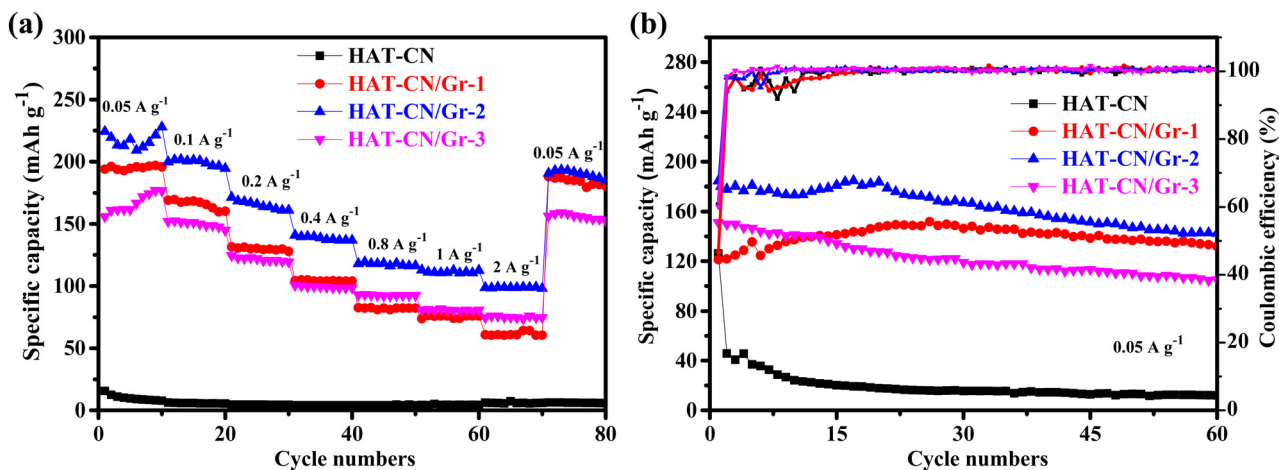 (a)
Specific capacity (mAh g⁻¹)
300
250
200
150
100
50
0
0 20 40 60 80
Cycle numbers
HAT-CN
HAT-CN/Gr-1
HAT-CN/Gr-2
HAT-CN/Gr-3
0.05 A g⁻¹
0.1 A g⁻¹
0.2 A g⁻¹
0.4 A g⁻¹
0.8 A g⁻¹
1 A g⁻¹
2 A g⁻¹
0.05 A g⁻¹
(b)
Specific capacity (mAh g⁻¹)
280
240
200
160
120
80
40
0
0 15 30 45 60
Cycle numbers
HAT-CN
HAT-CN/Gr-1
HAT-CN/Gr-2
HAT-CN/Gr-3
0.05 A g⁻¹
100
80
60
40
20
0
Coulombic efficiency (%)